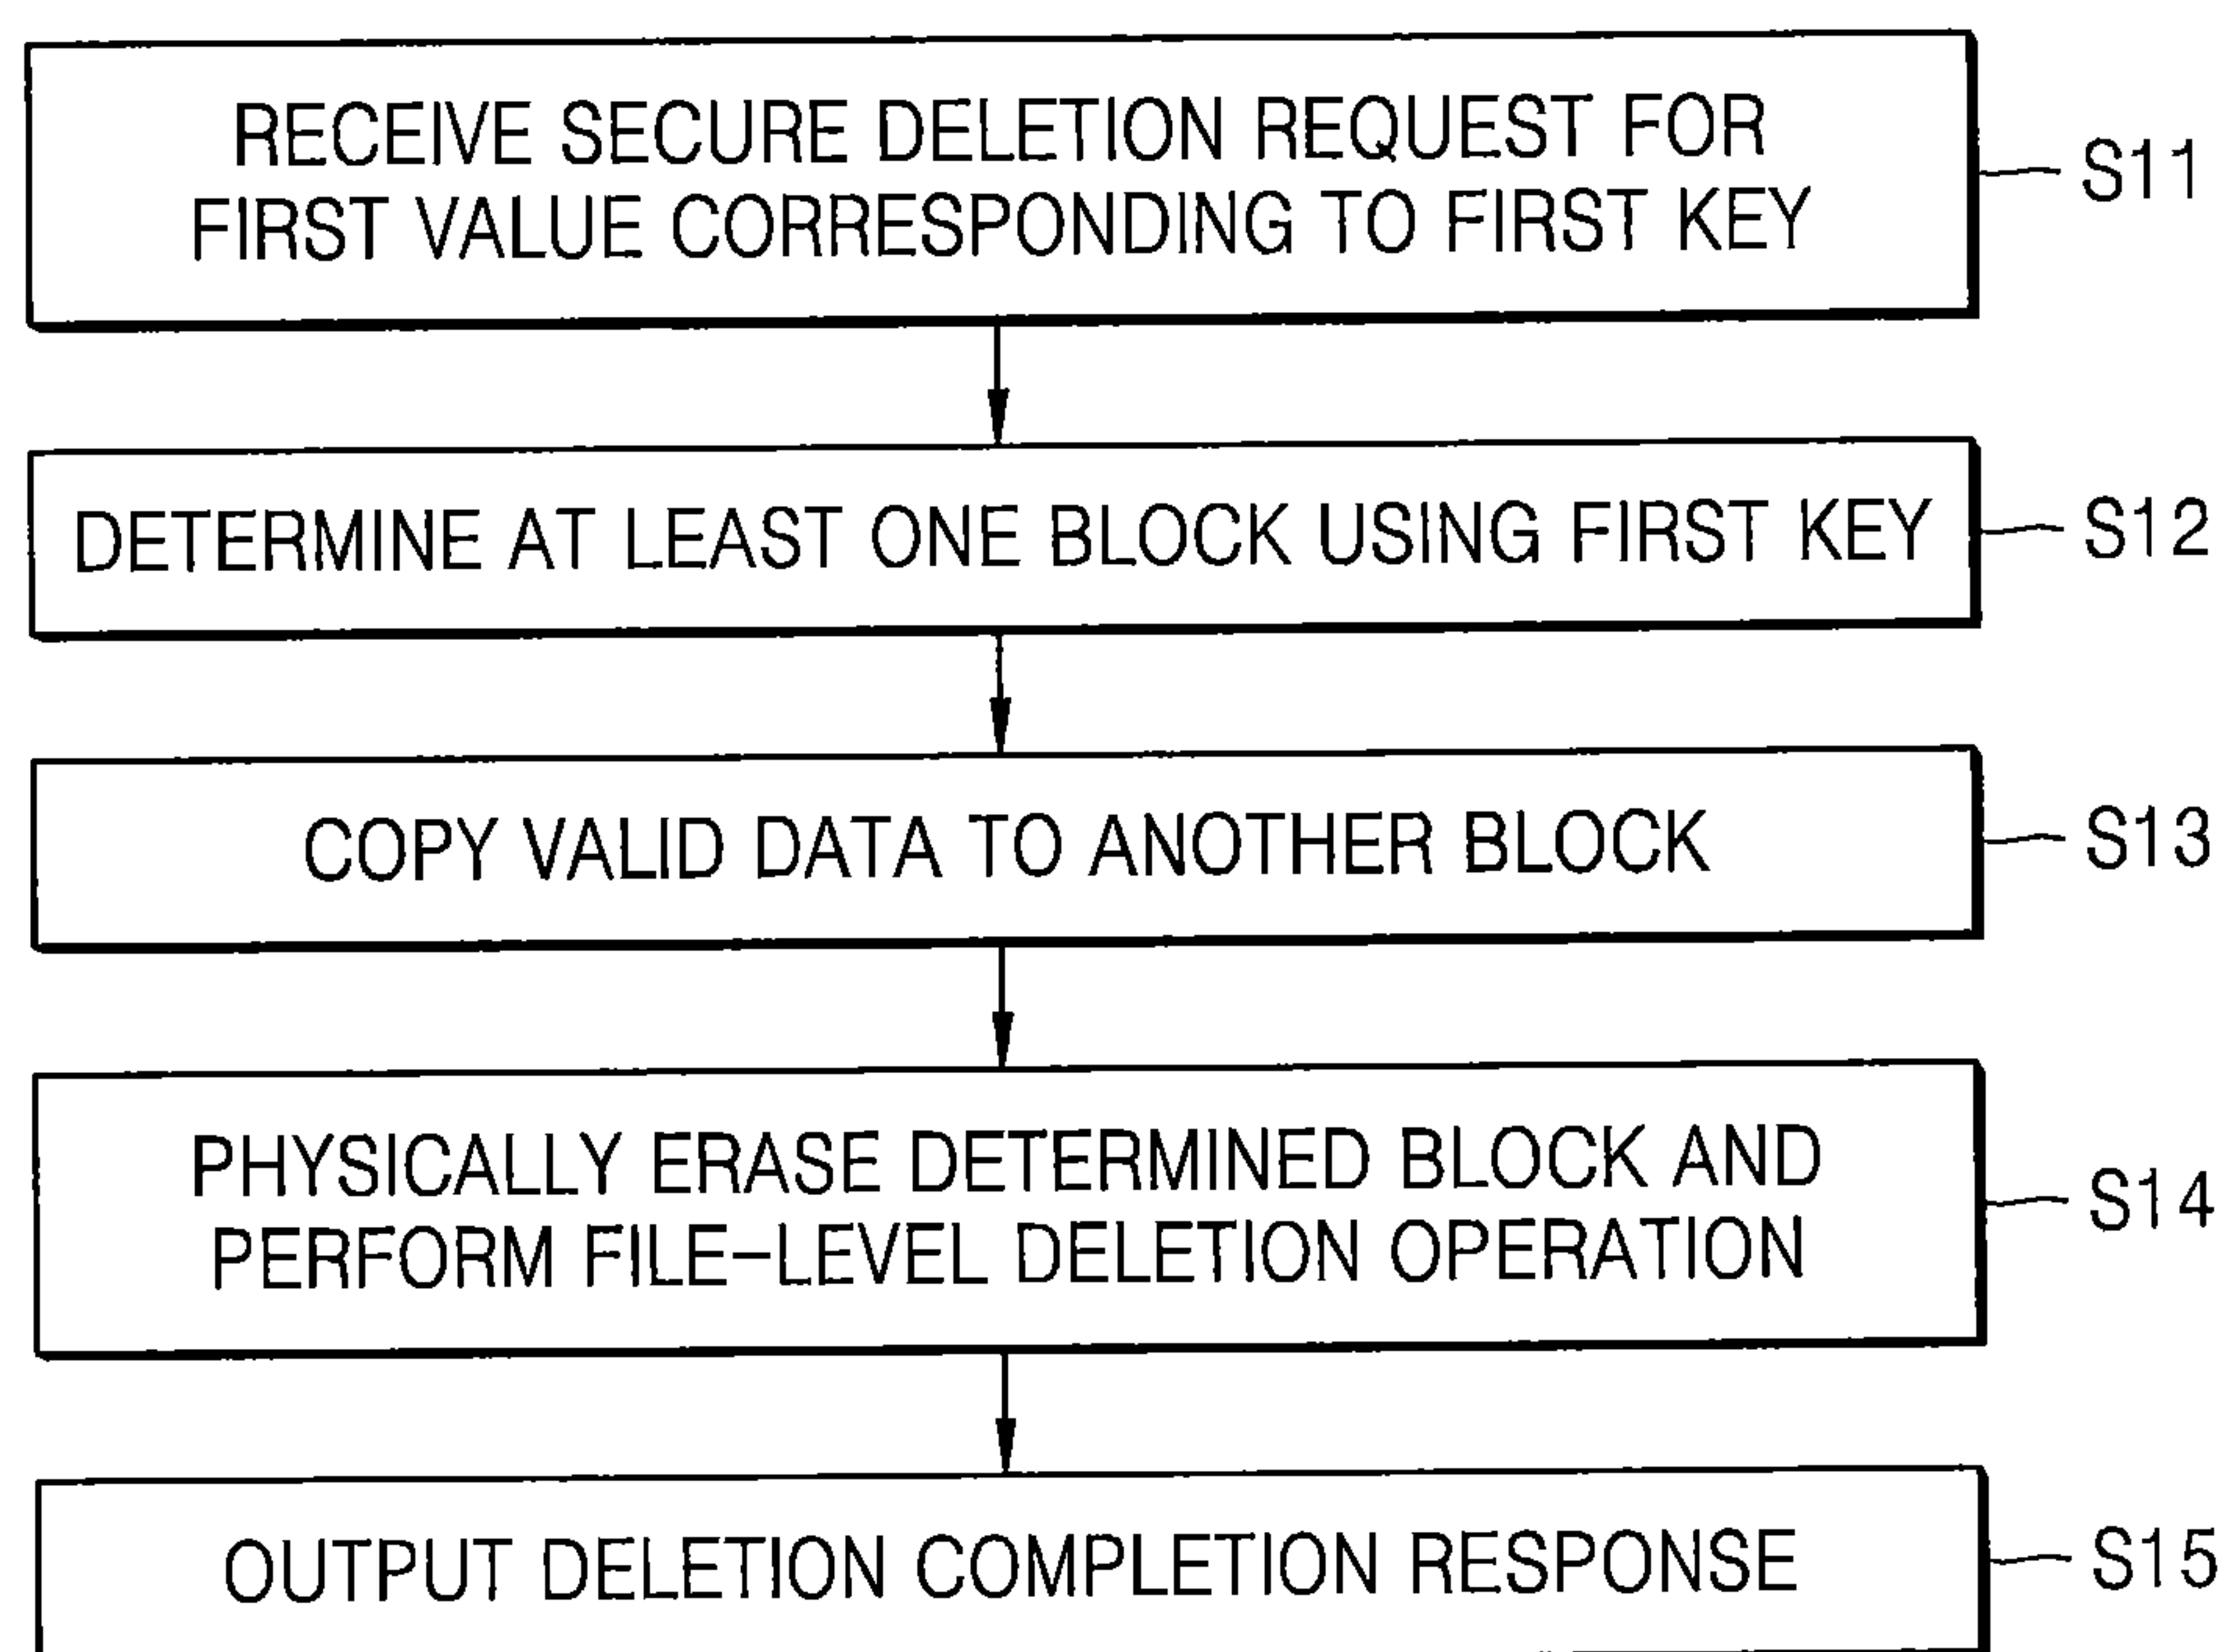 RECEIVE SECURE DELETION REQUEST FOR
FIRST VALUE CORRESPONDING TO FIRST KEY
S11
DETERMINE AT LEAST ONE BLOCK USING FIRST KEY
S12
COPY VALID DATA TO ANOTHER BLOCK
S13
PHYSICALLY ERASE DETERMINED BLOCK AND
PERFORM FILE-LEVEL DELETION OPERATION
S14
OUTPUT DELETION COMPLETION RESPONSE
S15